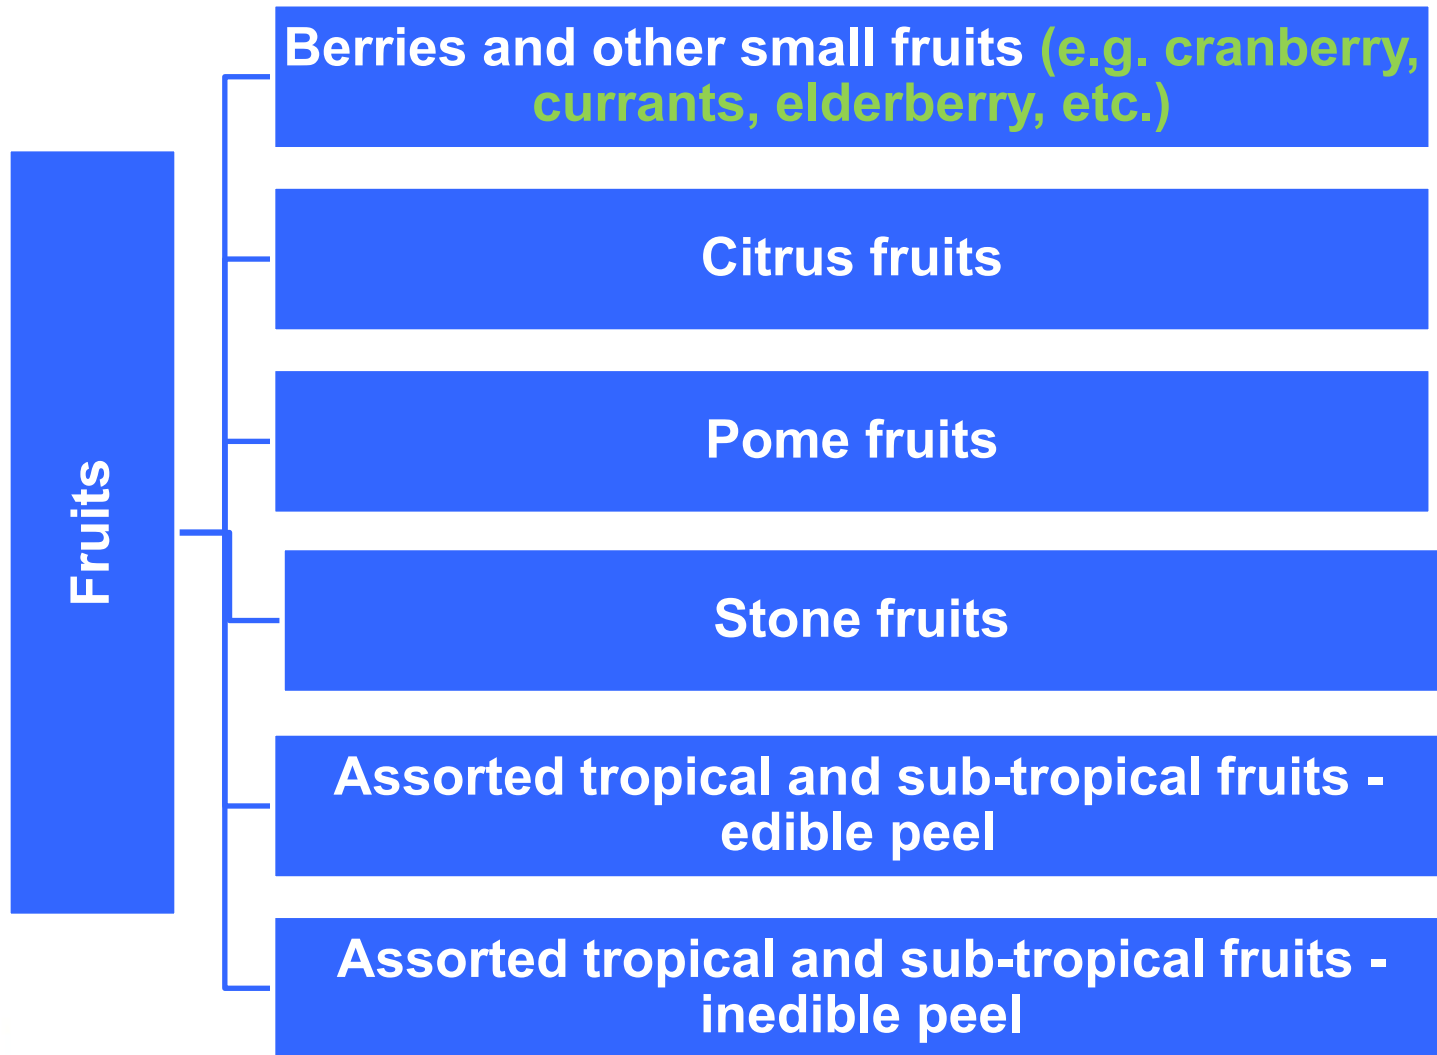 Fruits
Berries and other small fruits (e.g. cranberry,
currants, elderberry, etc.)
Citrus fruits
Pome fruits
Stone fruits
Assorted tropical and sub-tropical fruits -
edible peel
Assorted tropical and sub-tropical fruits -
inedible peel